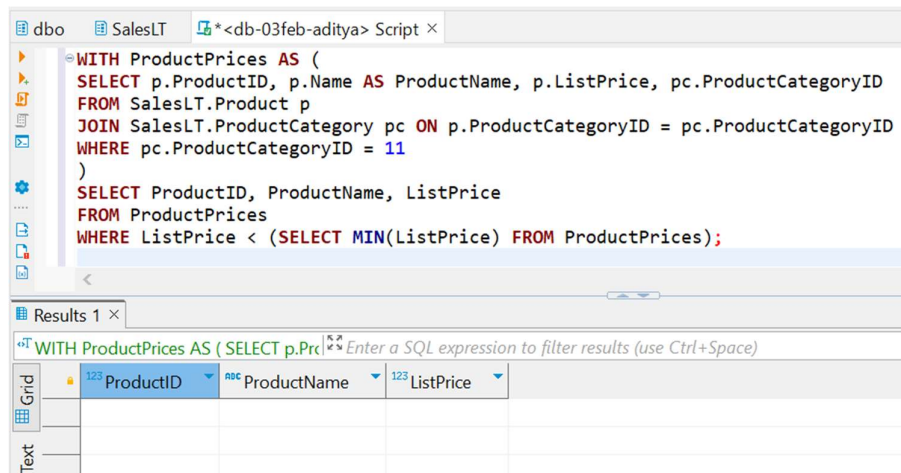 dbo SalesLT *<db-03feb-aditya> Script ×
WITH ProductPrices AS (
SELECT p.ProductID, p.Name AS ProductName, p.ListPrice, pc.ProductCategoryID
FROM SalesLT.Product p
JOIN SalesLT.ProductCategory pc ON p.ProductCategoryID = pc.ProductCategoryID
WHERE pc.ProductCategoryID = 11
)
SELECT ProductID, ProductName, ListPrice
FROM ProductPrices
WHERE ListPrice < (SELECT MIN(ListPrice) FROM ProductPrices);
Results 1 ×
WITH ProductPrices AS ( SELECT p.Prc Enter a SQL expression to filter results (use Ctrl+Space)
Grid
123 ProductID ABC ProductName 123 ListPrice
Text